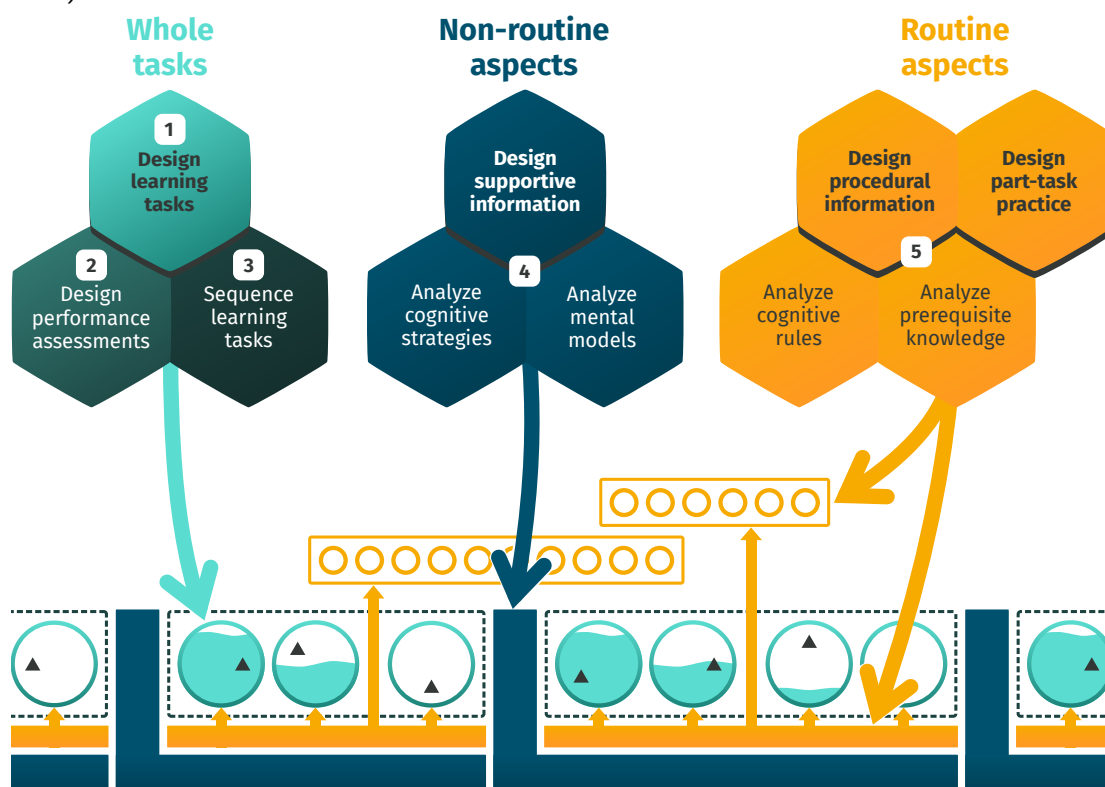 Whole
tasks
Non-routine
aspects
Routine
aspects
1
Design
learning
tasks
2
Design
performance
assessments
3
Sequence
learning
tasks
Design
supportive
information
4
Analyze
cognitive
strategies
Analyze
mental
models
Design
procedural
information
Design
part-task
practice
5
Analyze
cognitive
rules
Analyze
prerequisite
knowledge